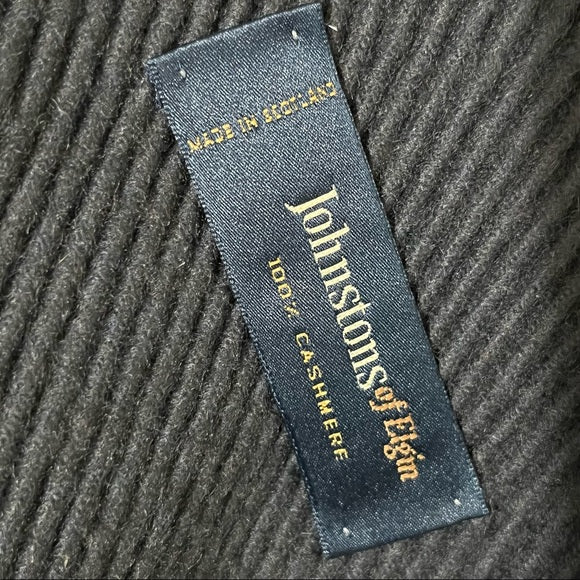 Johnstons of Elgin
100% CASHMERE
MADE IN SCOTLAND